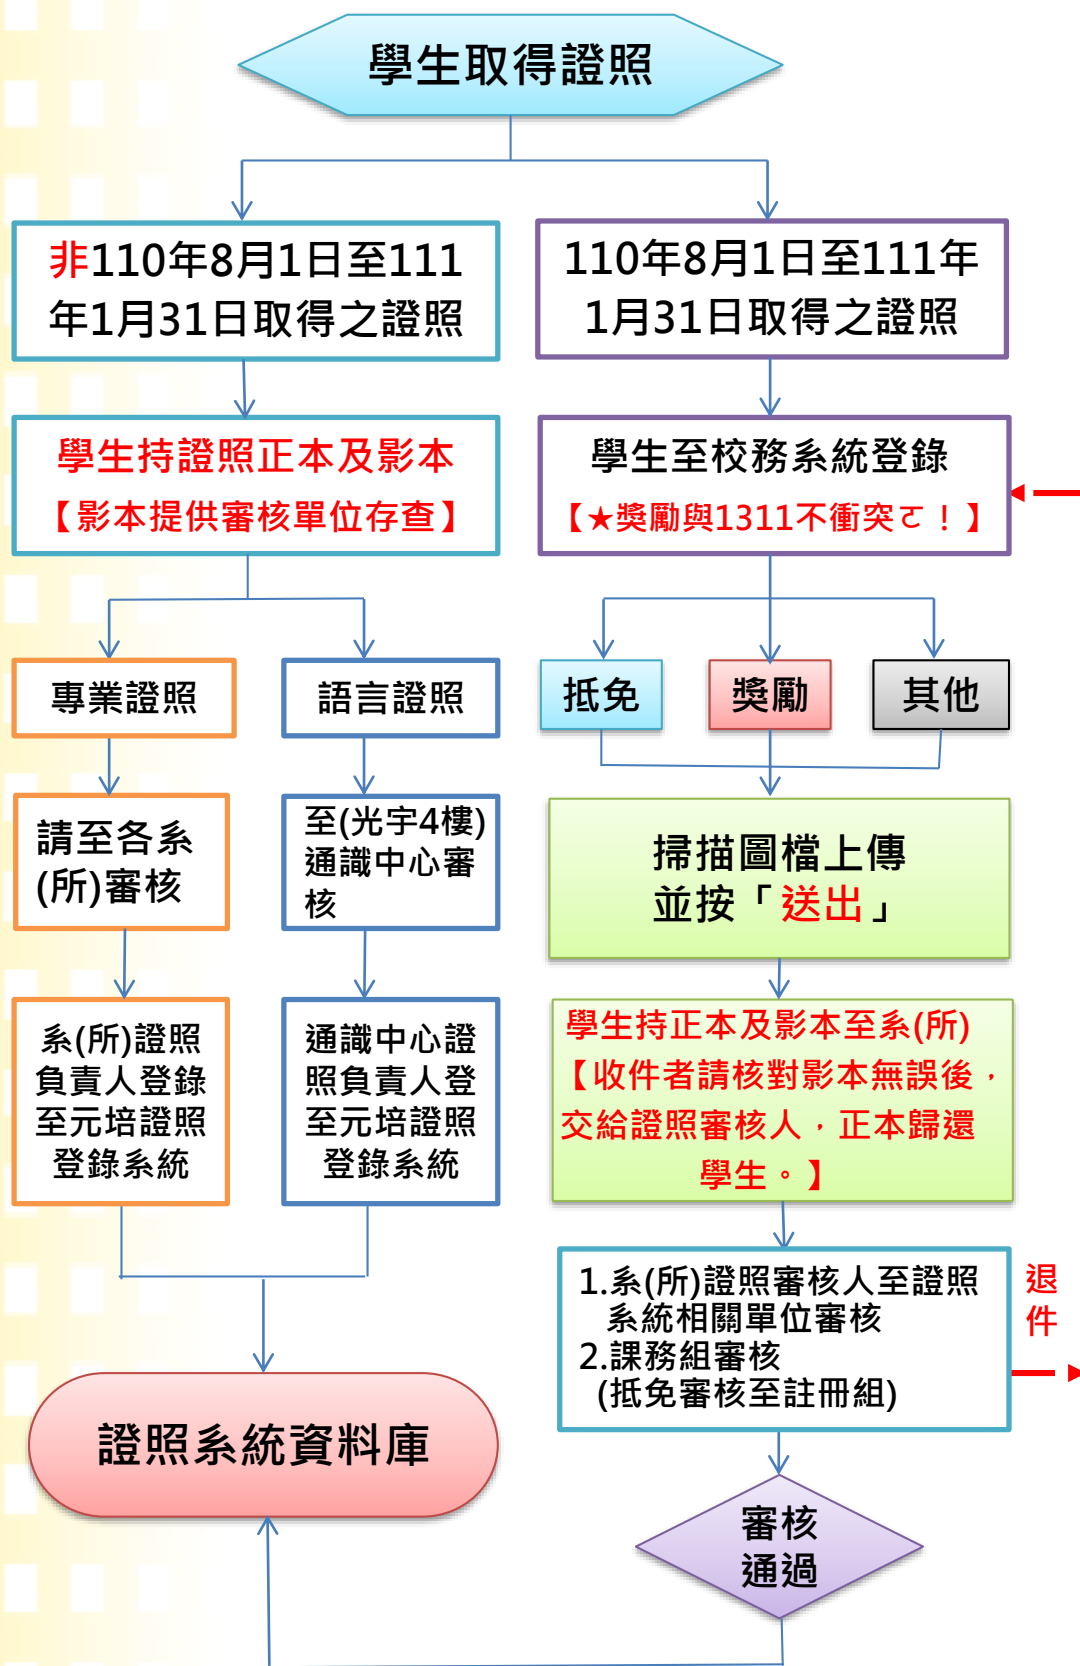 學生取得證照
非110年8月1日至111
年1月31日取得之證照
110年8月1日至111年
1月31日取得之證照
學生持證照正本及影本
【影本提供審核單位存查】
學生至校務系統登錄
【★獎勵與1311不衝突ㄛ！】
專業證照
語言證照
抵免
獎勵
其他
請至各系
(所)審核
至(光宇4樓)
通識中心審
核
掃描圖檔上傳
並按「送出」
系(所)證照
負責人登錄
至元培證照
登錄系統
通識中心證
照負責人登
至元培證照
登錄系統
學生持正本及影本至系(所)
【收件者請核對影本無誤後，
交給證照審核人，正本歸還
學生。】
1.系(所)證照審核人至證照
系統相關單位審核
2.課務組審核
(抵免審核至註冊組)
退
件
證照系統資料庫
審核
通過